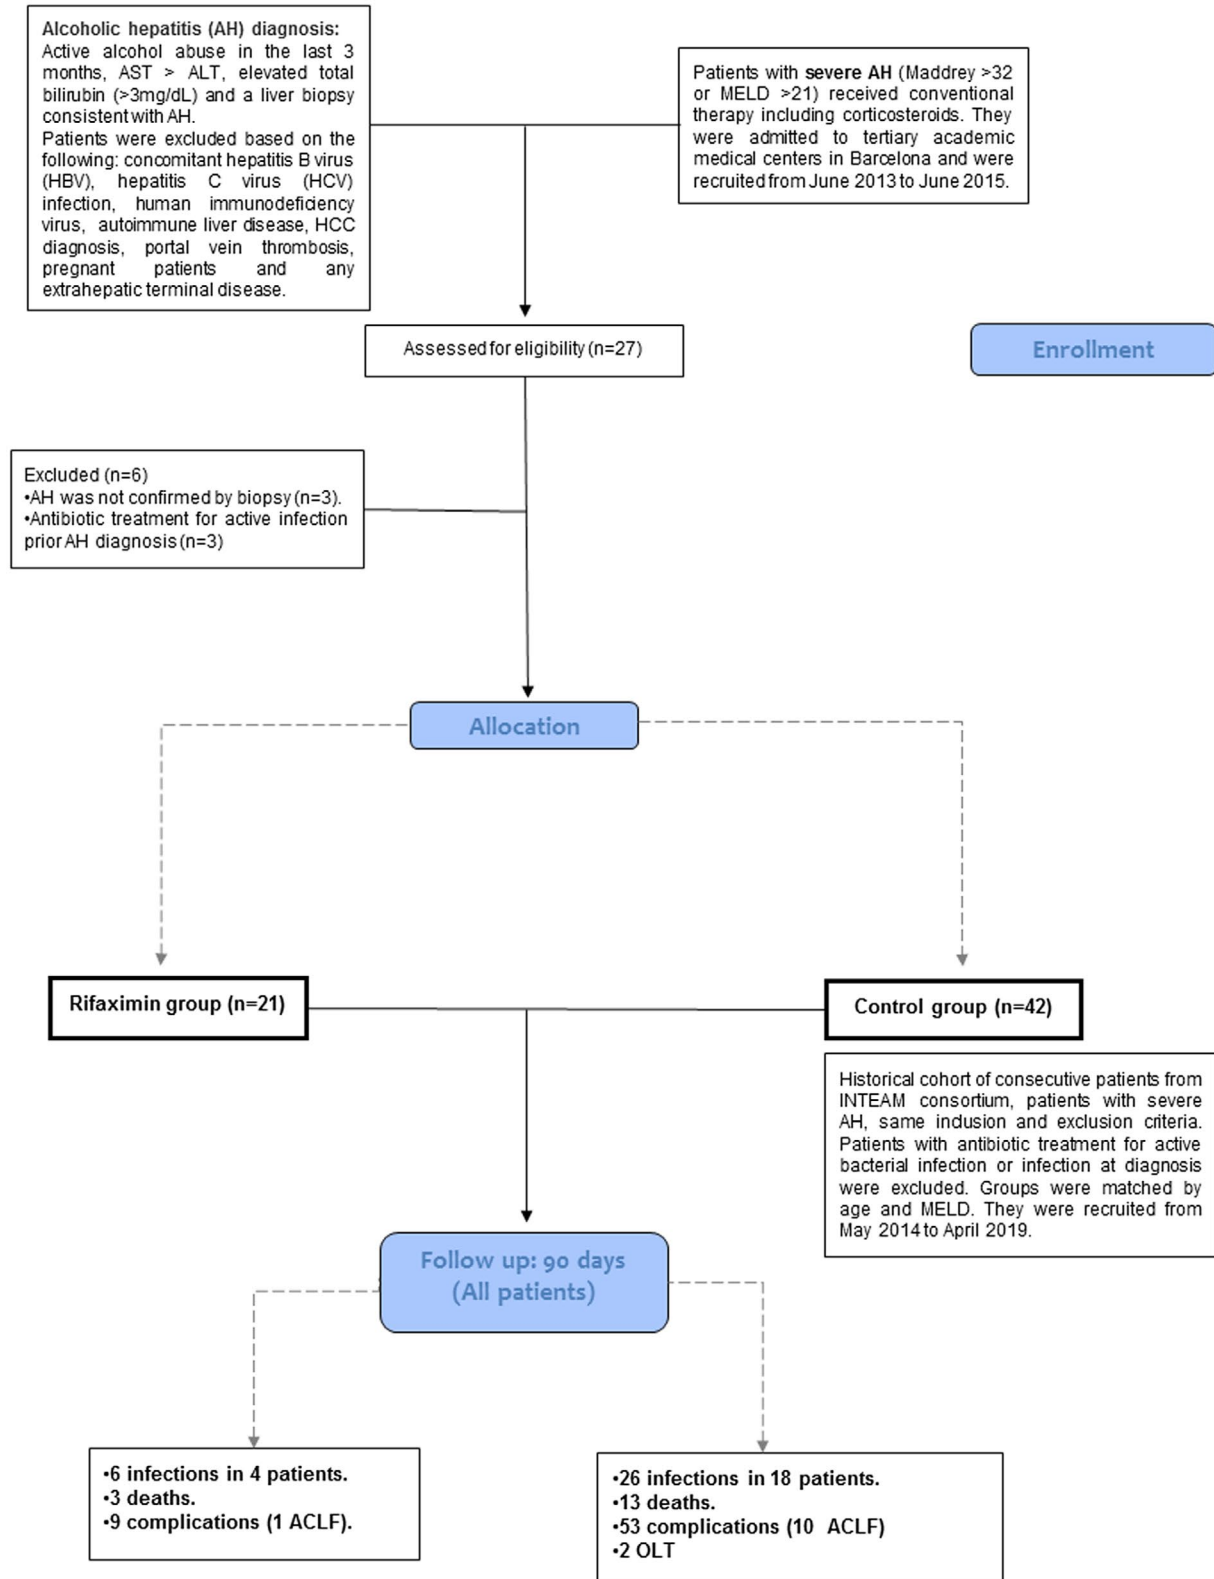 Alcoholic hepatitis (AH) diagnosis:
Active alcohol abuse in the last 3
months, AST > ALT, elevated total
bilirubin (>3mg/dL) and a liver biopsy
consistent with AH.
Patients were excluded based on the
following: concomitant hepatitis B virus
(HBV), hepatitis C virus (HCV)
infection, human immunodeficiency
virus, autoimmune liver disease, HCC
diagnosis, portal vein thrombosis,
pregnant patients and any
extrahepatic terminal disease.
Patients with severe AH (Maddrey >32
or MELD >21) received conventional
therapy including corticosteroids. They
were admitted to tertiary academic
medical centers in Barcelona and were
recruited from June 2013 to June 2015.
Assessed for eligibility (n=27)
Enrollment
Excluded (n=6)
•AH was not confirmed by biopsy (n=3).
•Antibiotic treatment for active infection
prior AH diagnosis (n=3)
Allocation
Rifaximin group (n=21)
Control group (n=42)
Historical cohort of consecutive patients from
INTEAM consortium, patients with severe
AH, same inclusion and exclusion criteria.
Patients with antibiotic treatment for active
bacterial infection or infection at diagnosis
were excluded. Groups were matched by
age and MELD. They were recruited from
May 2014 to April 2019.
Follow up: 90 days
(All patients)
•6 infections in 4 patients.
•3 deaths.
•9 complications (1 ACLF).
•26 infections in 18 patients.
•13 deaths.
•53 complications (10 ACLF)
•2 OLT